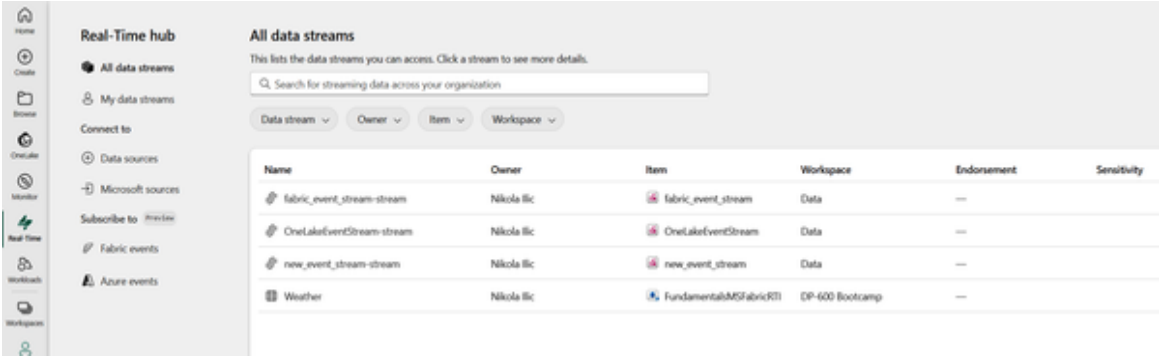 Home
Create
Browse
OneLake
Monitor
Real-Time
Workloads
Workspaces
Real-Time hub
All data streams
My data streams
Connect to
Data sources
Microsoft sources
Subscribe to Preview
Fabric events
Azure events
All data streams
This lists the data streams you can access. Click a stream to see more details.
Search for streaming data across your organization
Data stream Owner Item Workspace
Name Owner Item Workspace Endorsement Sensitivity
fabric_event_stream-stream Nikola Ilic fabric_event_stream Data —
OneLakeEventStream-stream Nikola Ilic OneLakeEventStream Data —
new_event_stream-stream Nikola Ilic new_event_stream Data —
Weather Nikola Ilic FundamentalsMSFabricRTI DP-600 Bootcamp —